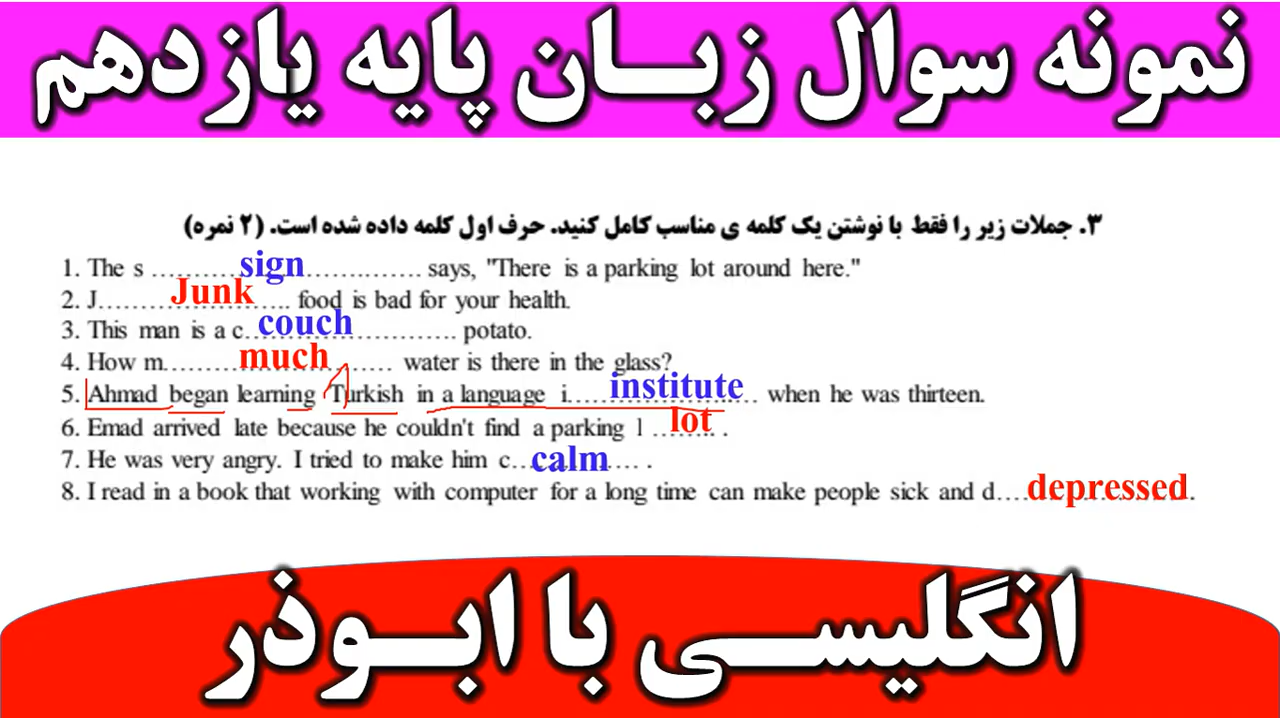 نمونه سوال زبان پایه یازدهم
۳. جملات زیر را فقط با نوشتن یک کلمه ی مناسب کامل کنید. حرف اول کلمه داده شده است. (۲ نمره)
1. The s ..........sign.................. says, "There is a parking lot around here."
2. J..........Junk.......... food is bad for your health.
3. This man is a c..couch.................. potato.
4. How m..........much.......... water is there in the glass?
5. Ahmad began learning Turkish in a language i......institute.. when he was thirteen.
6. Emad arrived late because he couldn't find a parking l ..lot.. .
7. He was very angry. I tried to make him c...calm.... .
8. I read in a book that working with computer for a long time can make people sick and d....depressed.
انگلیسی با ابوذر